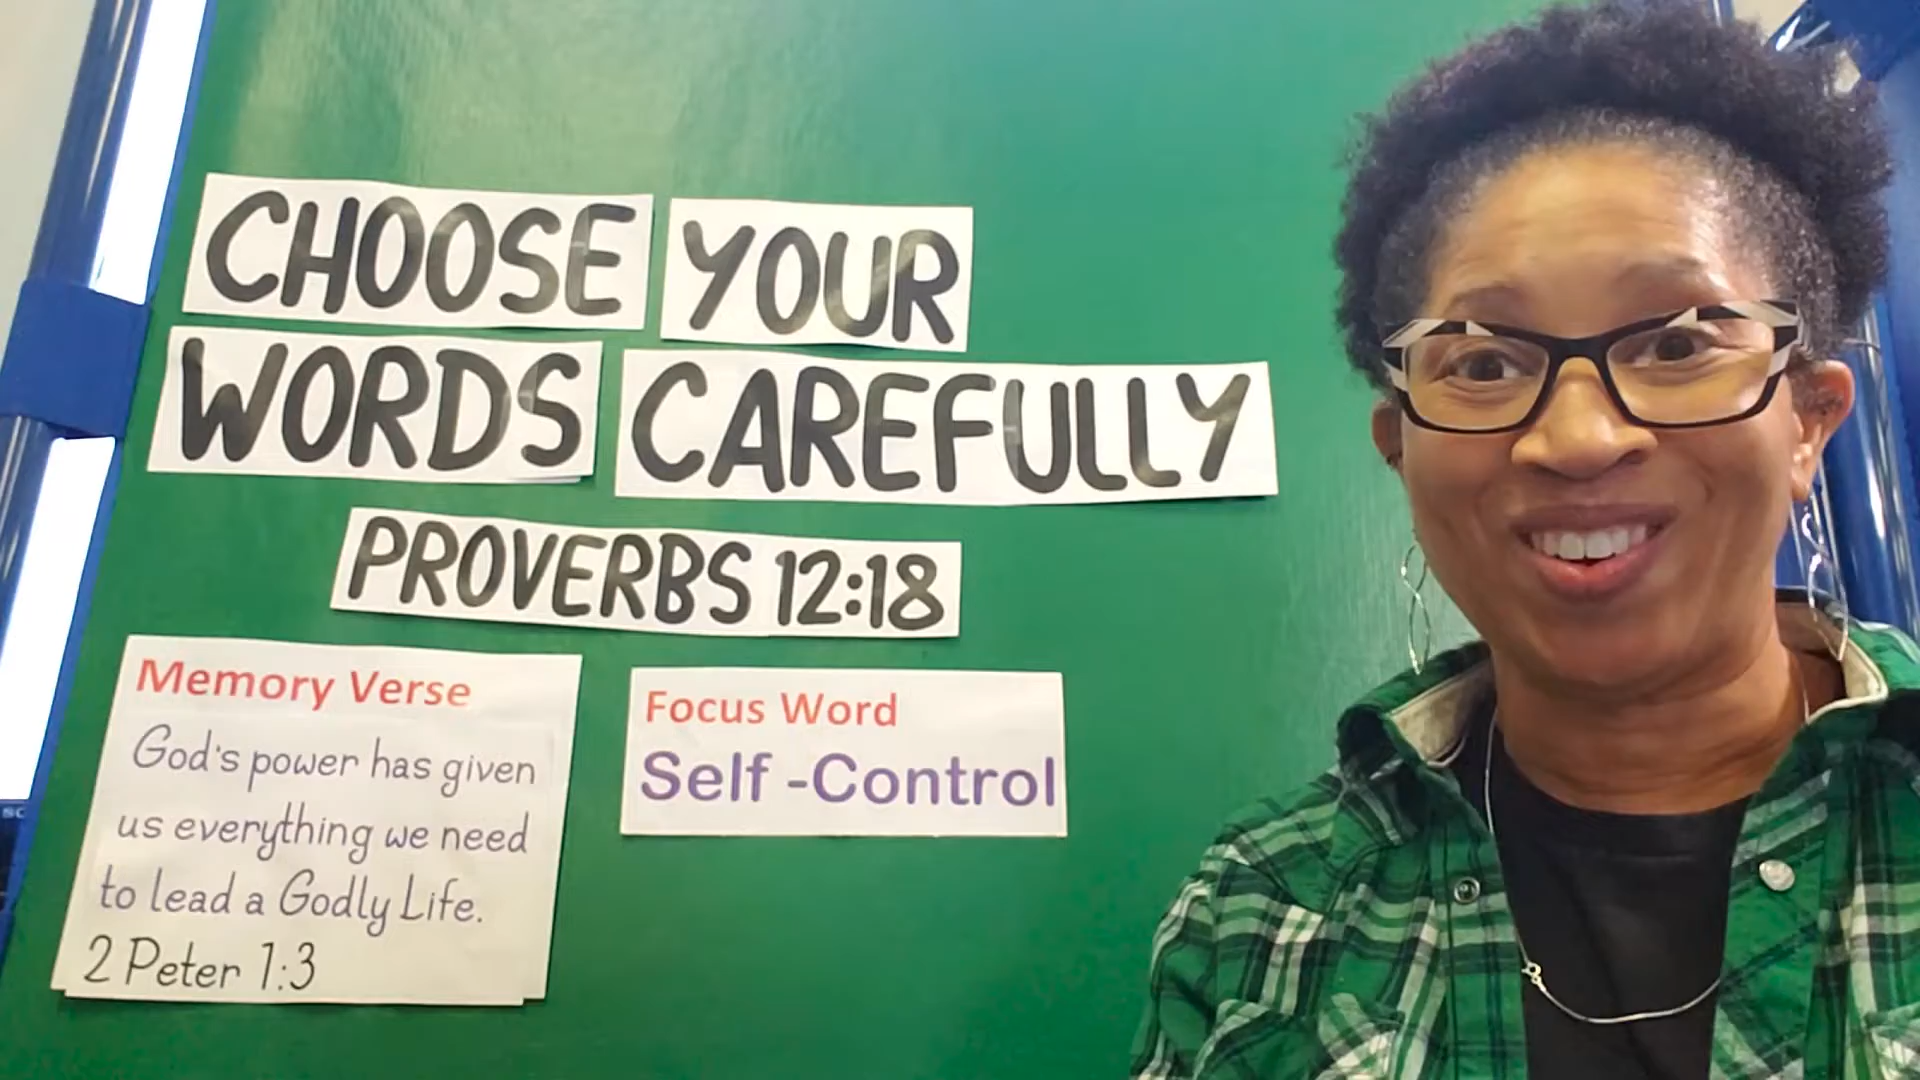 CHOOSE YOUR
WORDS CAREFULLY
PROVERBS 12:18
Memory Verse
God's power has given
us everything we need
to lead a Godly Life.
2 Peter 1:3
Focus Word
Self -Control